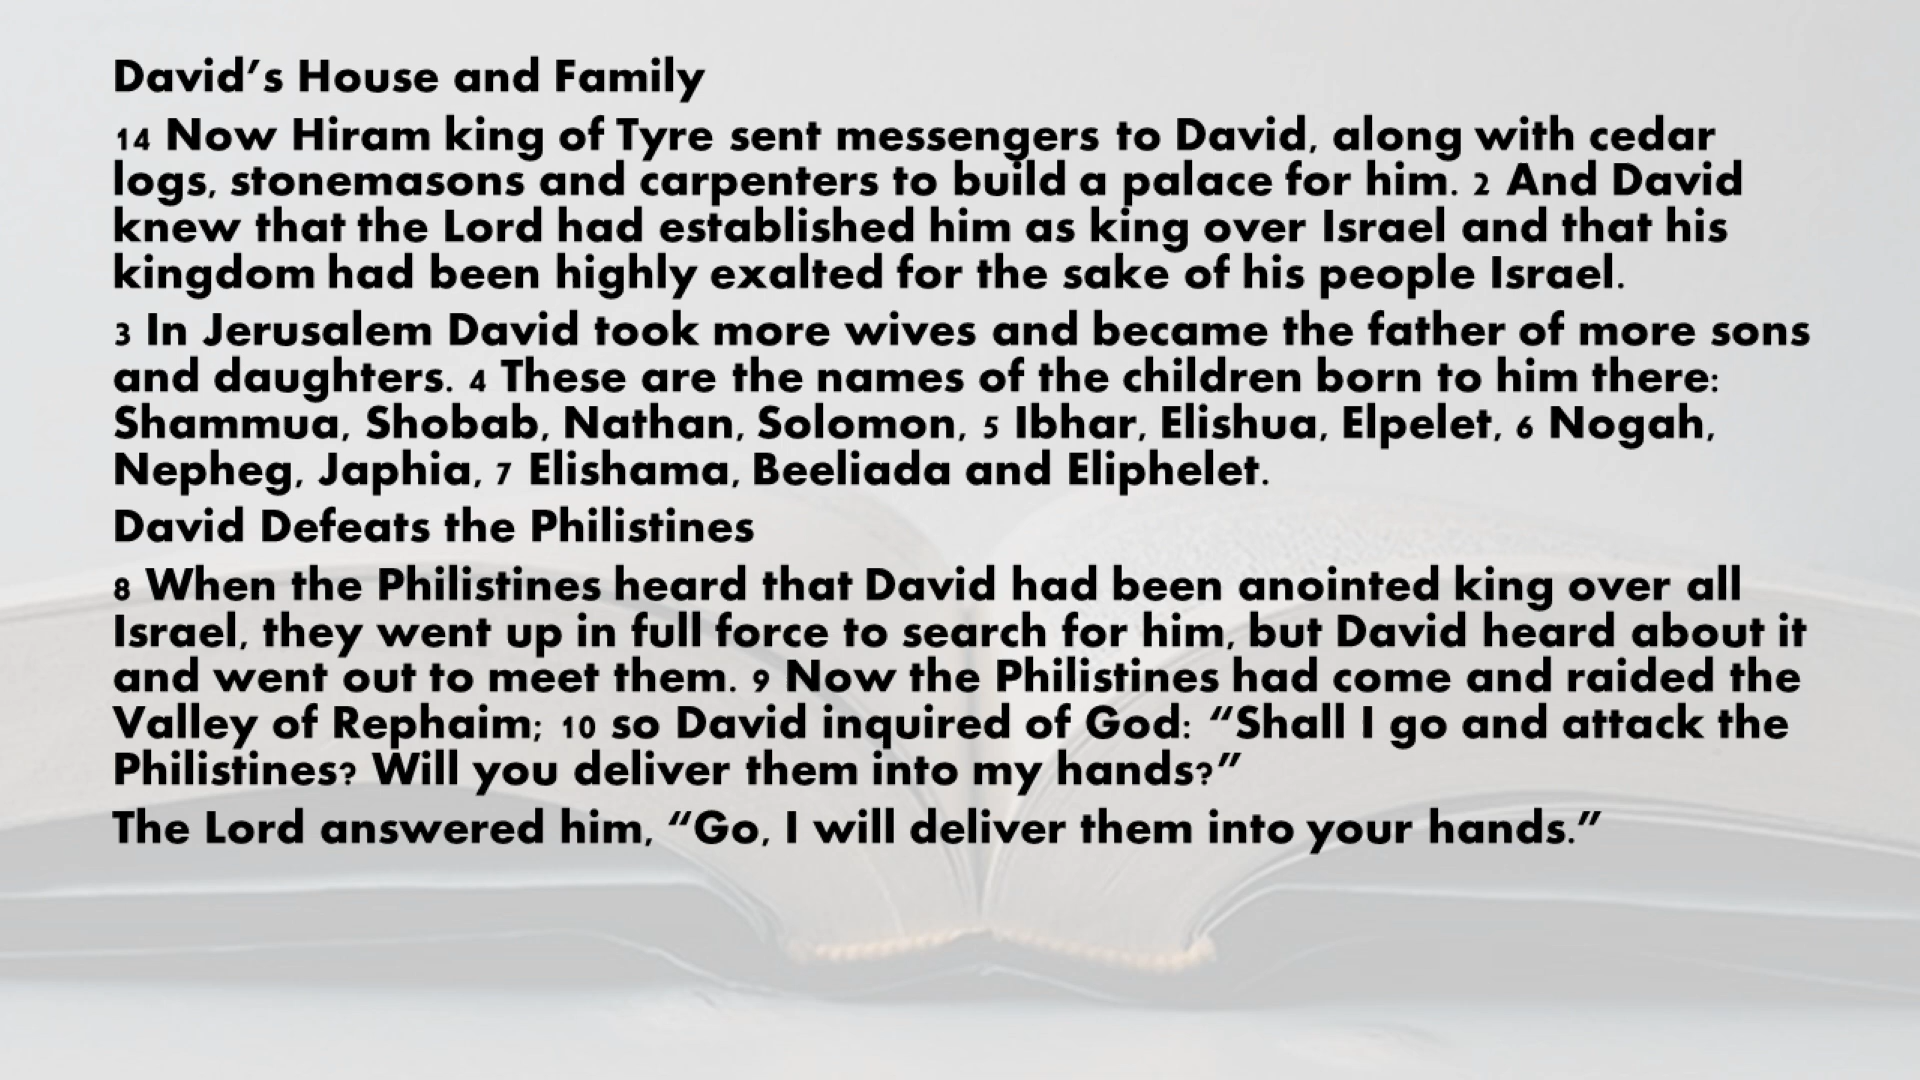 David’s House and Family
14 Now Hiram king of Tyre sent messengers to David, along with cedar
logs, stonemasons and carpenters to build a palace for him. 2 And David
knew that the Lord had established him as king over Israel and that his
kingdom had been highly exalted for the sake of his people Israel.
3 In Jerusalem David took more wives and became the father of more sons
and daughters. 4 These are the names of the children born to him there:
Shammua, Shobab, Nathan, Solomon, 5 Ibhar, Elishua, Elpelet, 6 Nogah,
Nepheg, Japhia, 7 Elishama, Beeliada and Eliphelet.
David Defeats the Philistines
8 When the Philistines heard that David had been anointed king over all
Israel, they went up in full force to search for him, but David heard about it
and went out to meet them. 9 Now the Philistines had come and raided the
Valley of Rephaim; 10 so David inquired of God: “Shall I go and attack the
Philistines? Will you deliver them into my hands?”
The Lord answered him, “Go, I will deliver them into your hands.”